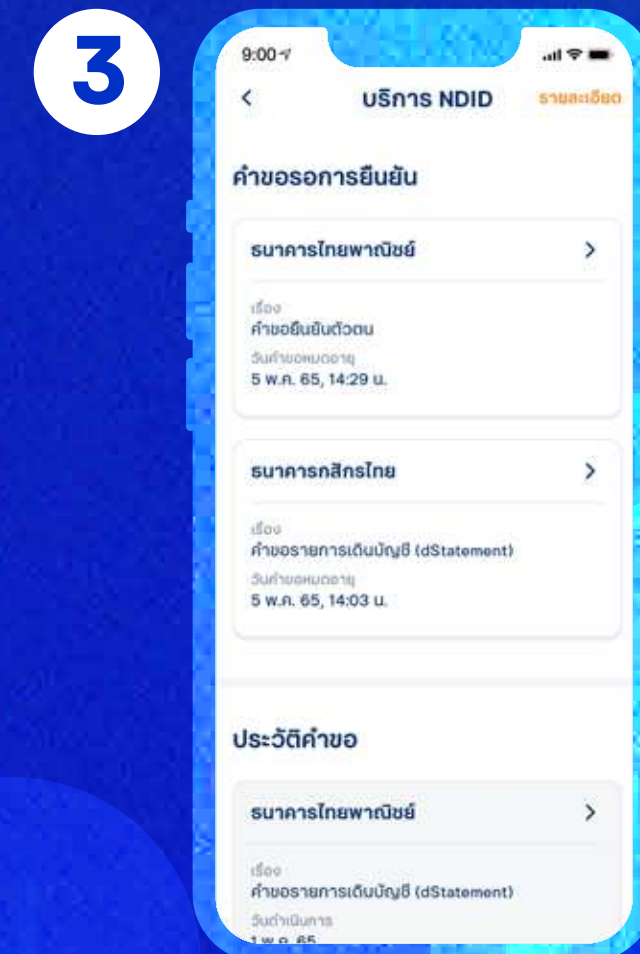 3
9:00
บริการ NDID
รายละเอียด
คำขอรอการยืนยัน
ธนาคารไทยพาณิชย์
เรื่อง
คำขอยืนยันตัวตน
วันคำขอหมดอายุ
5 พ.ค. 65, 14:29 น.
ธนาคารกสิกรไทย
เรื่อง
คำขอรายการเดินบัญชี (dStatement)
วันคำขอหมดอายุ
5 พ.ค. 65, 14:03 น.
ประวัติคำขอ
ธนาคารไทยพาณิชย์
เรื่อง
คำขอรายการเดินบัญชี (dStatement)
วันดำเนินการ
1 พ.ค. 65